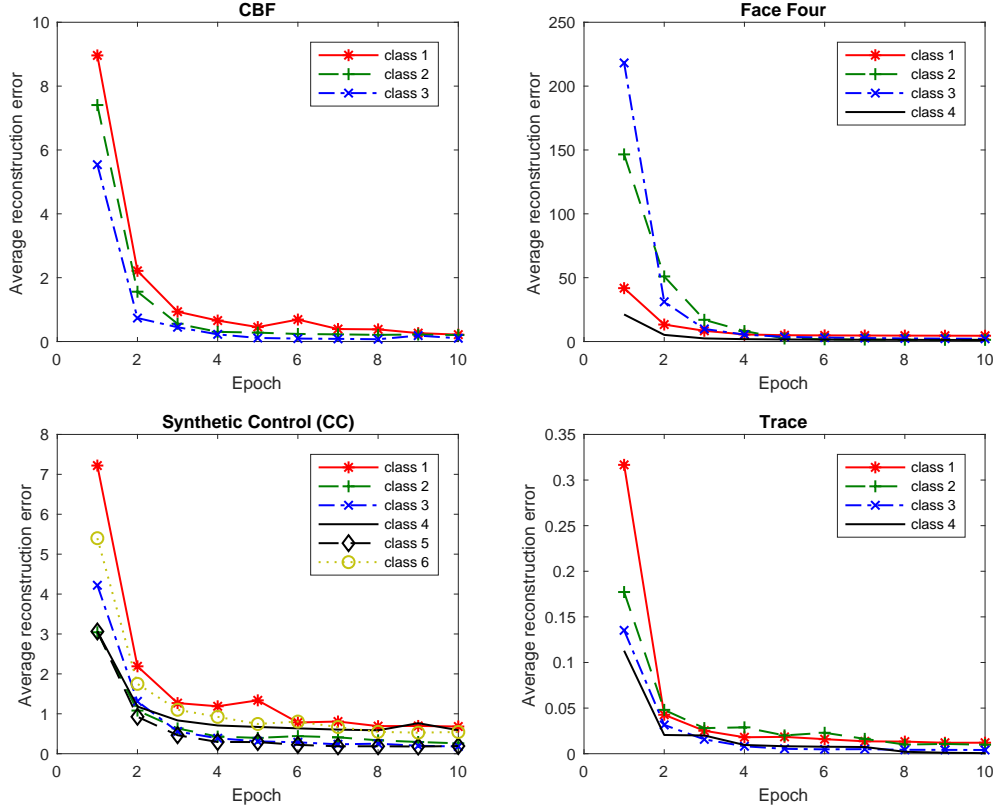 CBF
Average reconstruction error
10
8
6
4
2
0
0 2 4 6 8 10
Epoch
class 1
class 2
class 3
Face Four
Average reconstruction error
250
200
150
100
50
0
0 2 4 6 8 10
Epoch
class 1
class 2
class 3
class 4
Synthetic Control (CC)
Average reconstruction error
8
7
6
5
4
3
2
1
0
0 2 4 6 8 10
Epoch
class 1
class 2
class 3
class 4
class 5
class 6
Trace
Average reconstruction error
0.35
0.3
0.25
0.2
0.15
0.1
0.05
0
0 2 4 6 8 10
Epoch
class 1
class 2
class 3
class 4